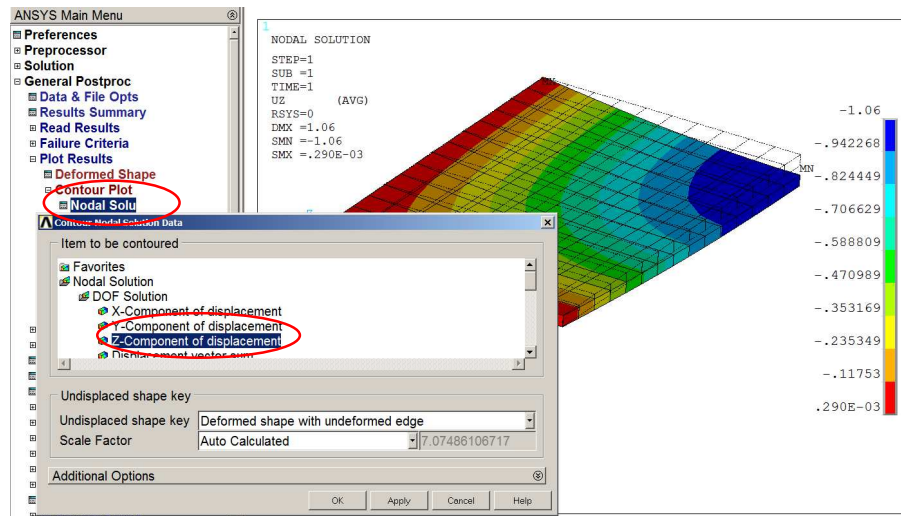 ANSYS Main Menu
Preferences
Preprocessor
Solution
General Postproc
Data & File Opts
Results Summary
Read Results
Failure Criteria
Plot Results
Deformed Shape
Contour Plot
Nodal Solu
1
NODAL SOLUTION
STEP=1
SUB =1
TIME=1
UZ (AVG)
RSYS=0
DMX =1.06
SMN =-1.06
SMX =.290E-03
MN
-1.06
-.942268
-.824449
-.706629
-.588809
-.470989
-.353169
-.235349
-.11753
.290E-03
Contour Nodal Solution Data
Item to be contoured
Favorites
Nodal Solution
DOF Solution
X-Component of displacement
Y-Component of displacement
Z-Component of displacement
Displacement vector sum
Undisplaced shape key
Undisplaced shape key Deformed shape with undeformed edge
Scale Factor Auto Calculated 7.07486106717
Additional Options
OK Apply Cancel Help